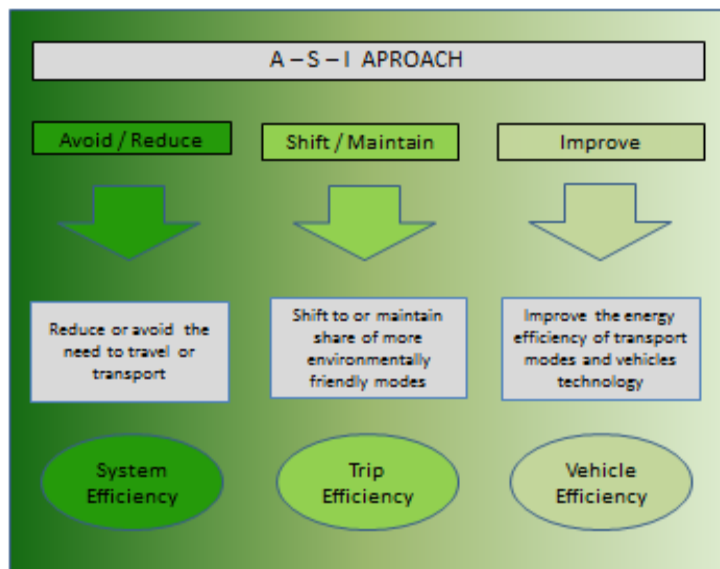 A – S – I APROACH
Avoid / Reduce
Shift / Maintain
Improve
Reduce or avoid the
need to travel or
transport
Shift to or maintain
share of more
environmentally
friendly modes
Improve the energy
efficiency of transport
modes and vehicles
technology
System
Efficiency
Trip
Efficiency
Vehicle
Efficiency